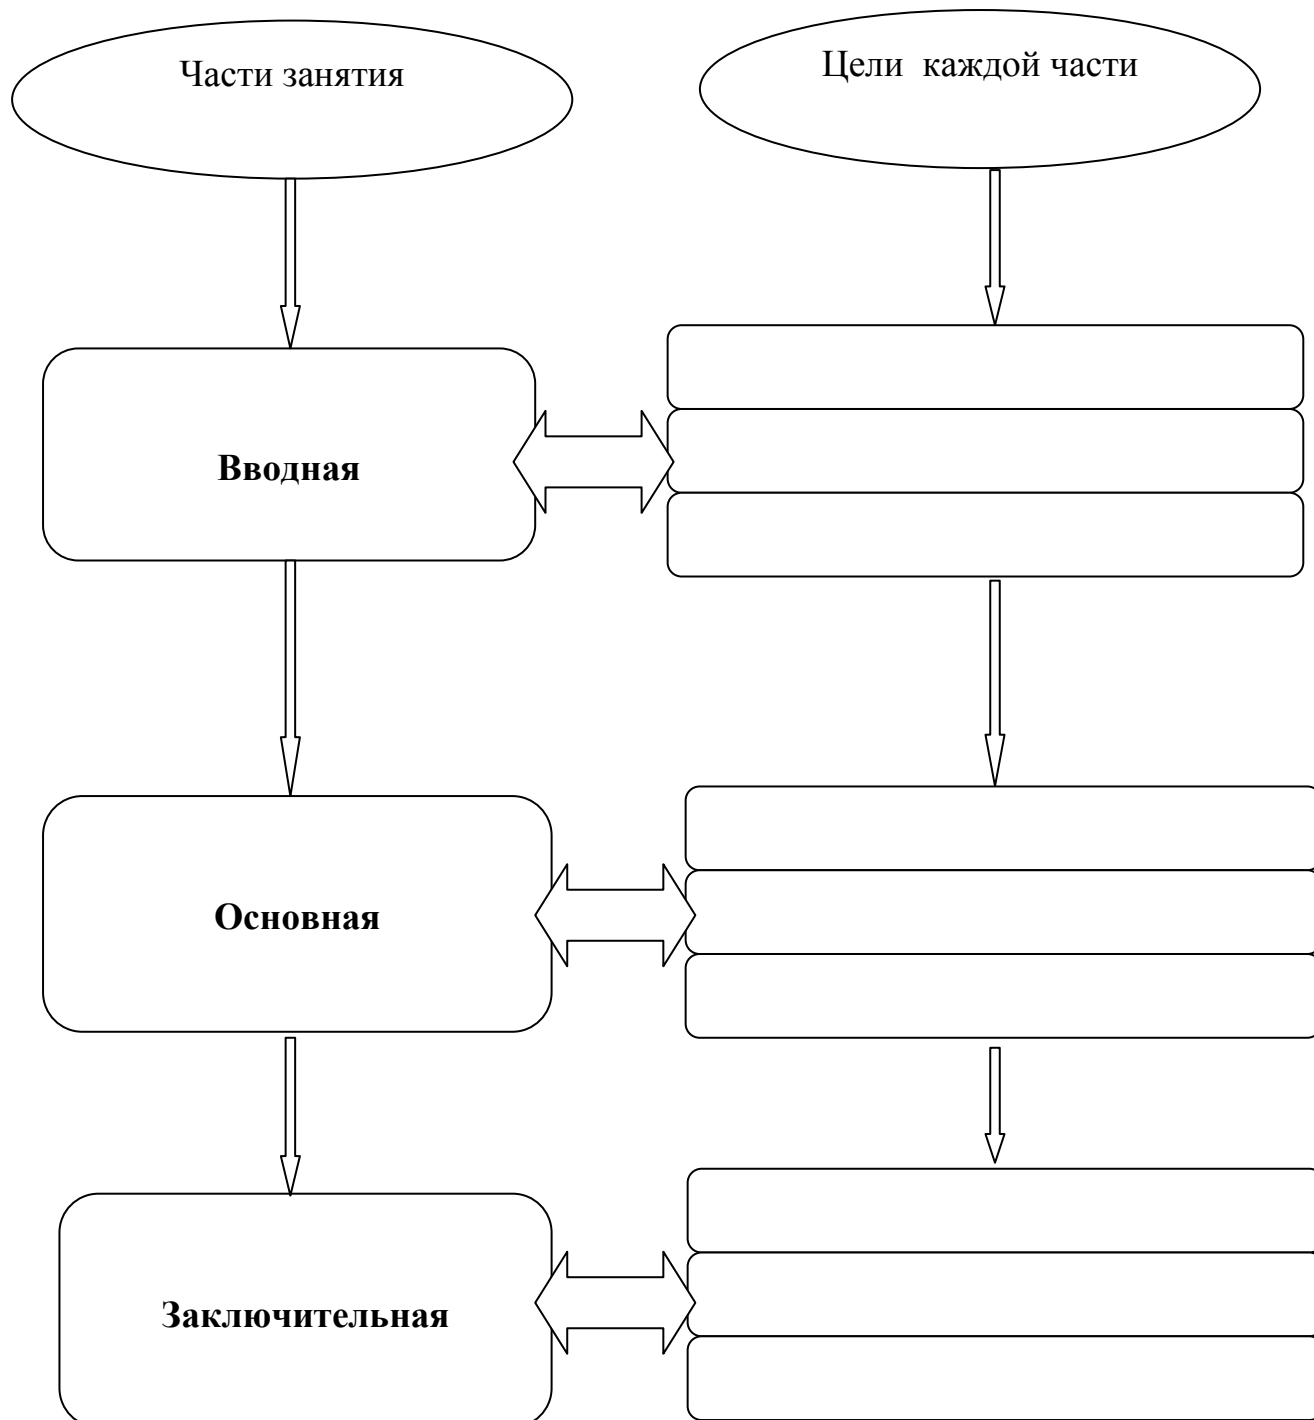 Части занятия
Цели каждой части
Вводная
Основная
Заключительная